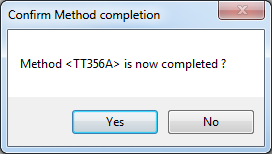 Confirm Method completion
Method <TT356A> is now completed ?
Yes
No